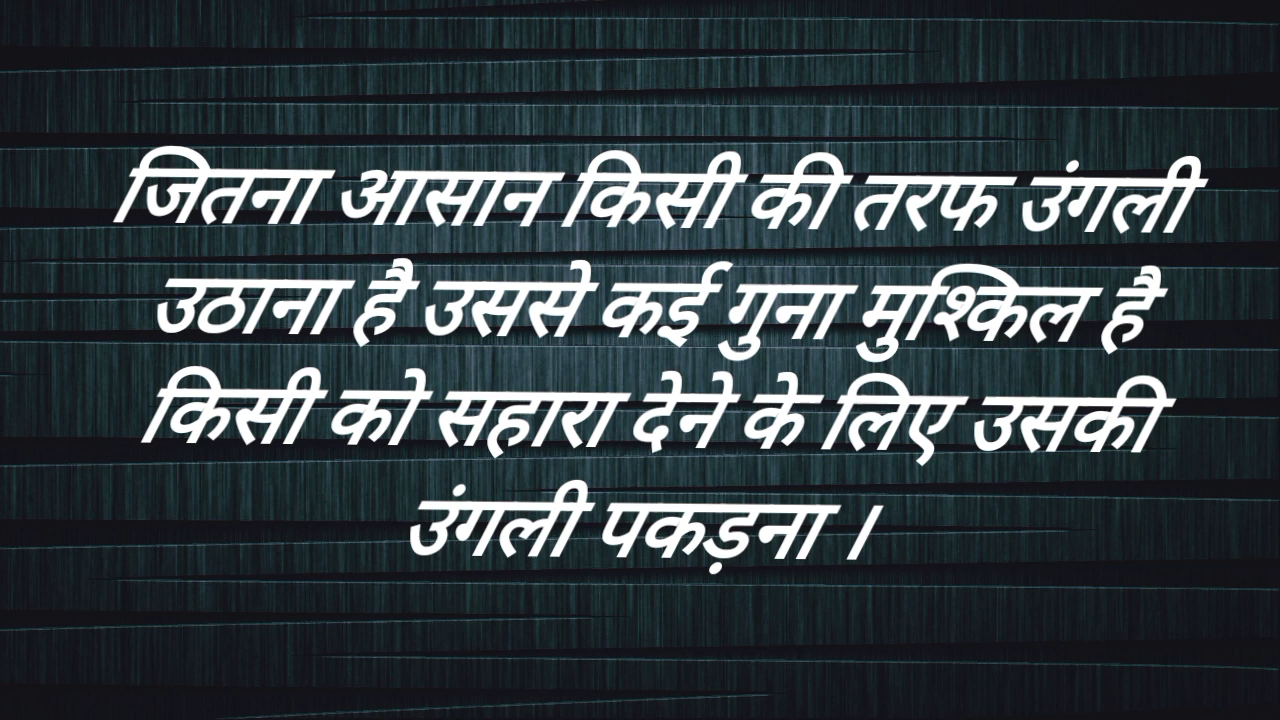 जितना आसान किसी की तरफ उंगली
उठाना है उससे कई गुना मुश्किल है
किसी को सहारा देने के लिए उसकी
उंगली पकड़ना ।